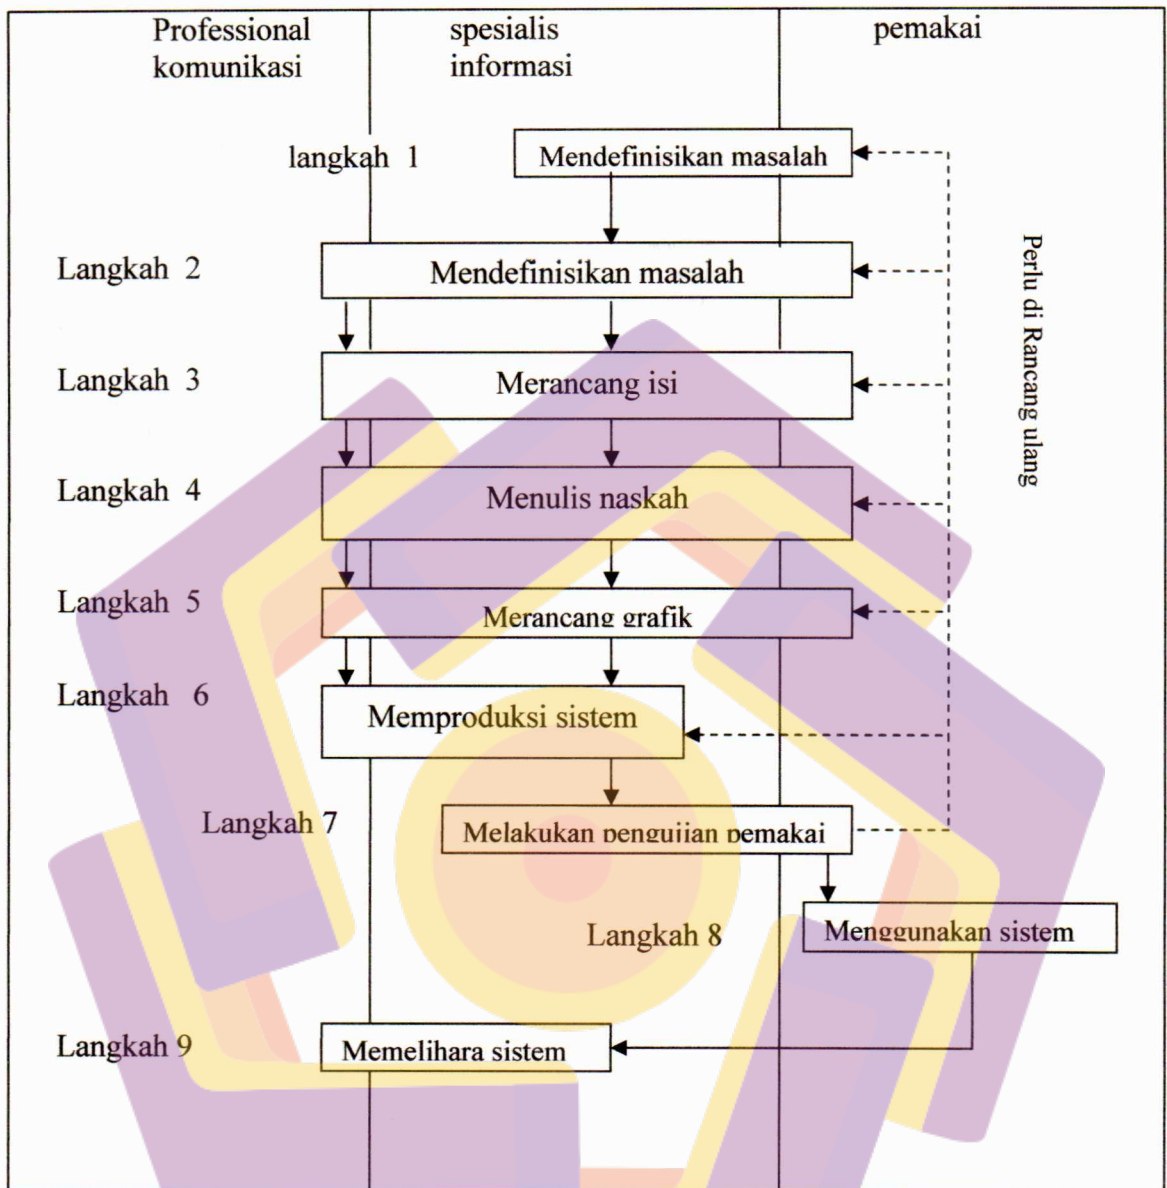 Professional
komunikasi
spesialis
informasi
pemakai
langkah 1
Mendefinisikan masalah
Langkah 2
Mendefinisikan masalah
Perlu di Rancang ulang
Langkah 3
Merancang isi
Langkah 4
Menulis naskah
Langkah 5
Merancang grafik
Langkah 6
Memproduksi sistem
Langkah 7
Melakukan pengujian pemakai
Langkah 8
Menggunakan sistem
Langkah 9
Memelihara sistem